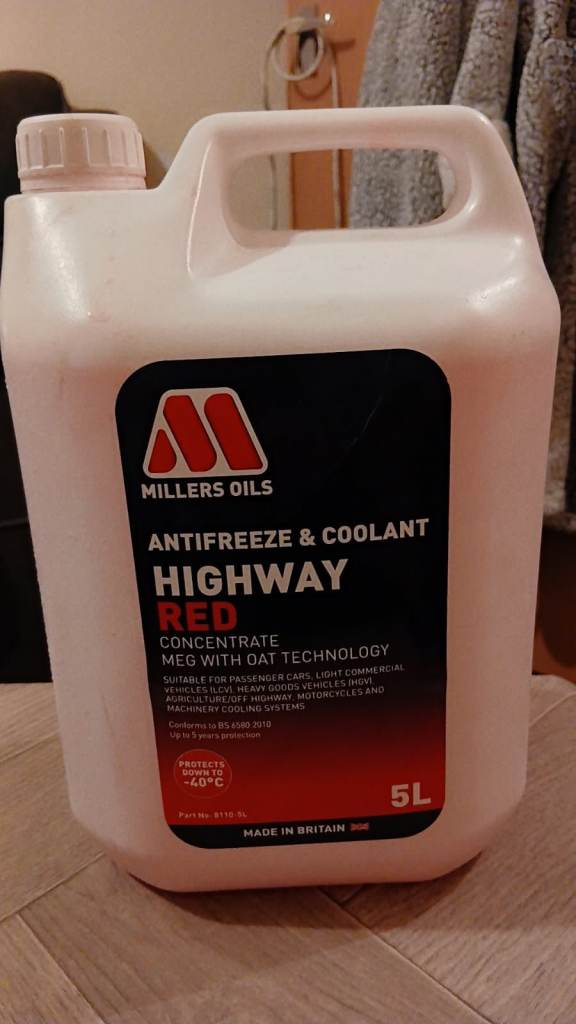 MILLERS OILS
ANTIFREEZE & COOLANT
HIGHWAY
RED
CONCENTRATE
MEG WITH OAT TECHNOLOGY
SUITABLE FOR PASSENGER CARS, LIGHT COMMERCIAL
VEHICLES (LCV), HEAVY GOODS VEHICLES (HGV),
AGRICULTURE/OFF HIGHWAY, MOTORCYCLES AND
MACHINERY COOLING SYSTEMS
Conforms to BS 6580:2010
Up to 5 years protection
PROTECTS
DOWN TO
-40°C
Part No: 8110-5L
5L
MADE IN BRITAIN